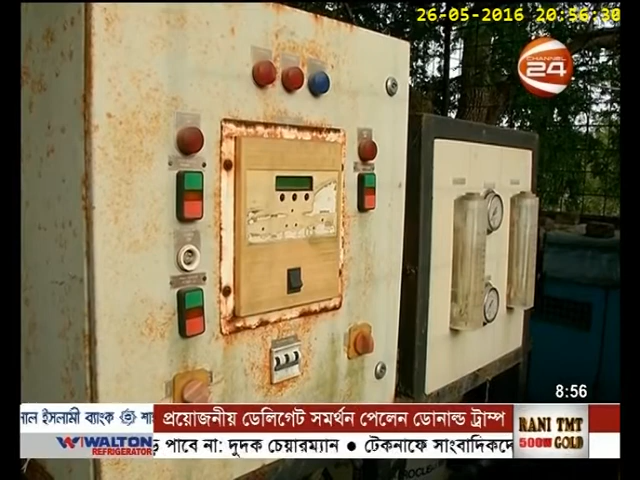 26-05-2016 20:56:30
CHANNEL
24
8:56
নাল ইসলামী ব্যাংক
প্রয়োজনীয় ডেলিগেট সমর্থন পেলেন ডোনাল্ড ট্রাম্প
RANI TMT
500W GOLD
WALTON
REFRIGERATOR
পাবে না: দুদক চেয়ারম্যান • টেকনাফে সাংবাদিকদে